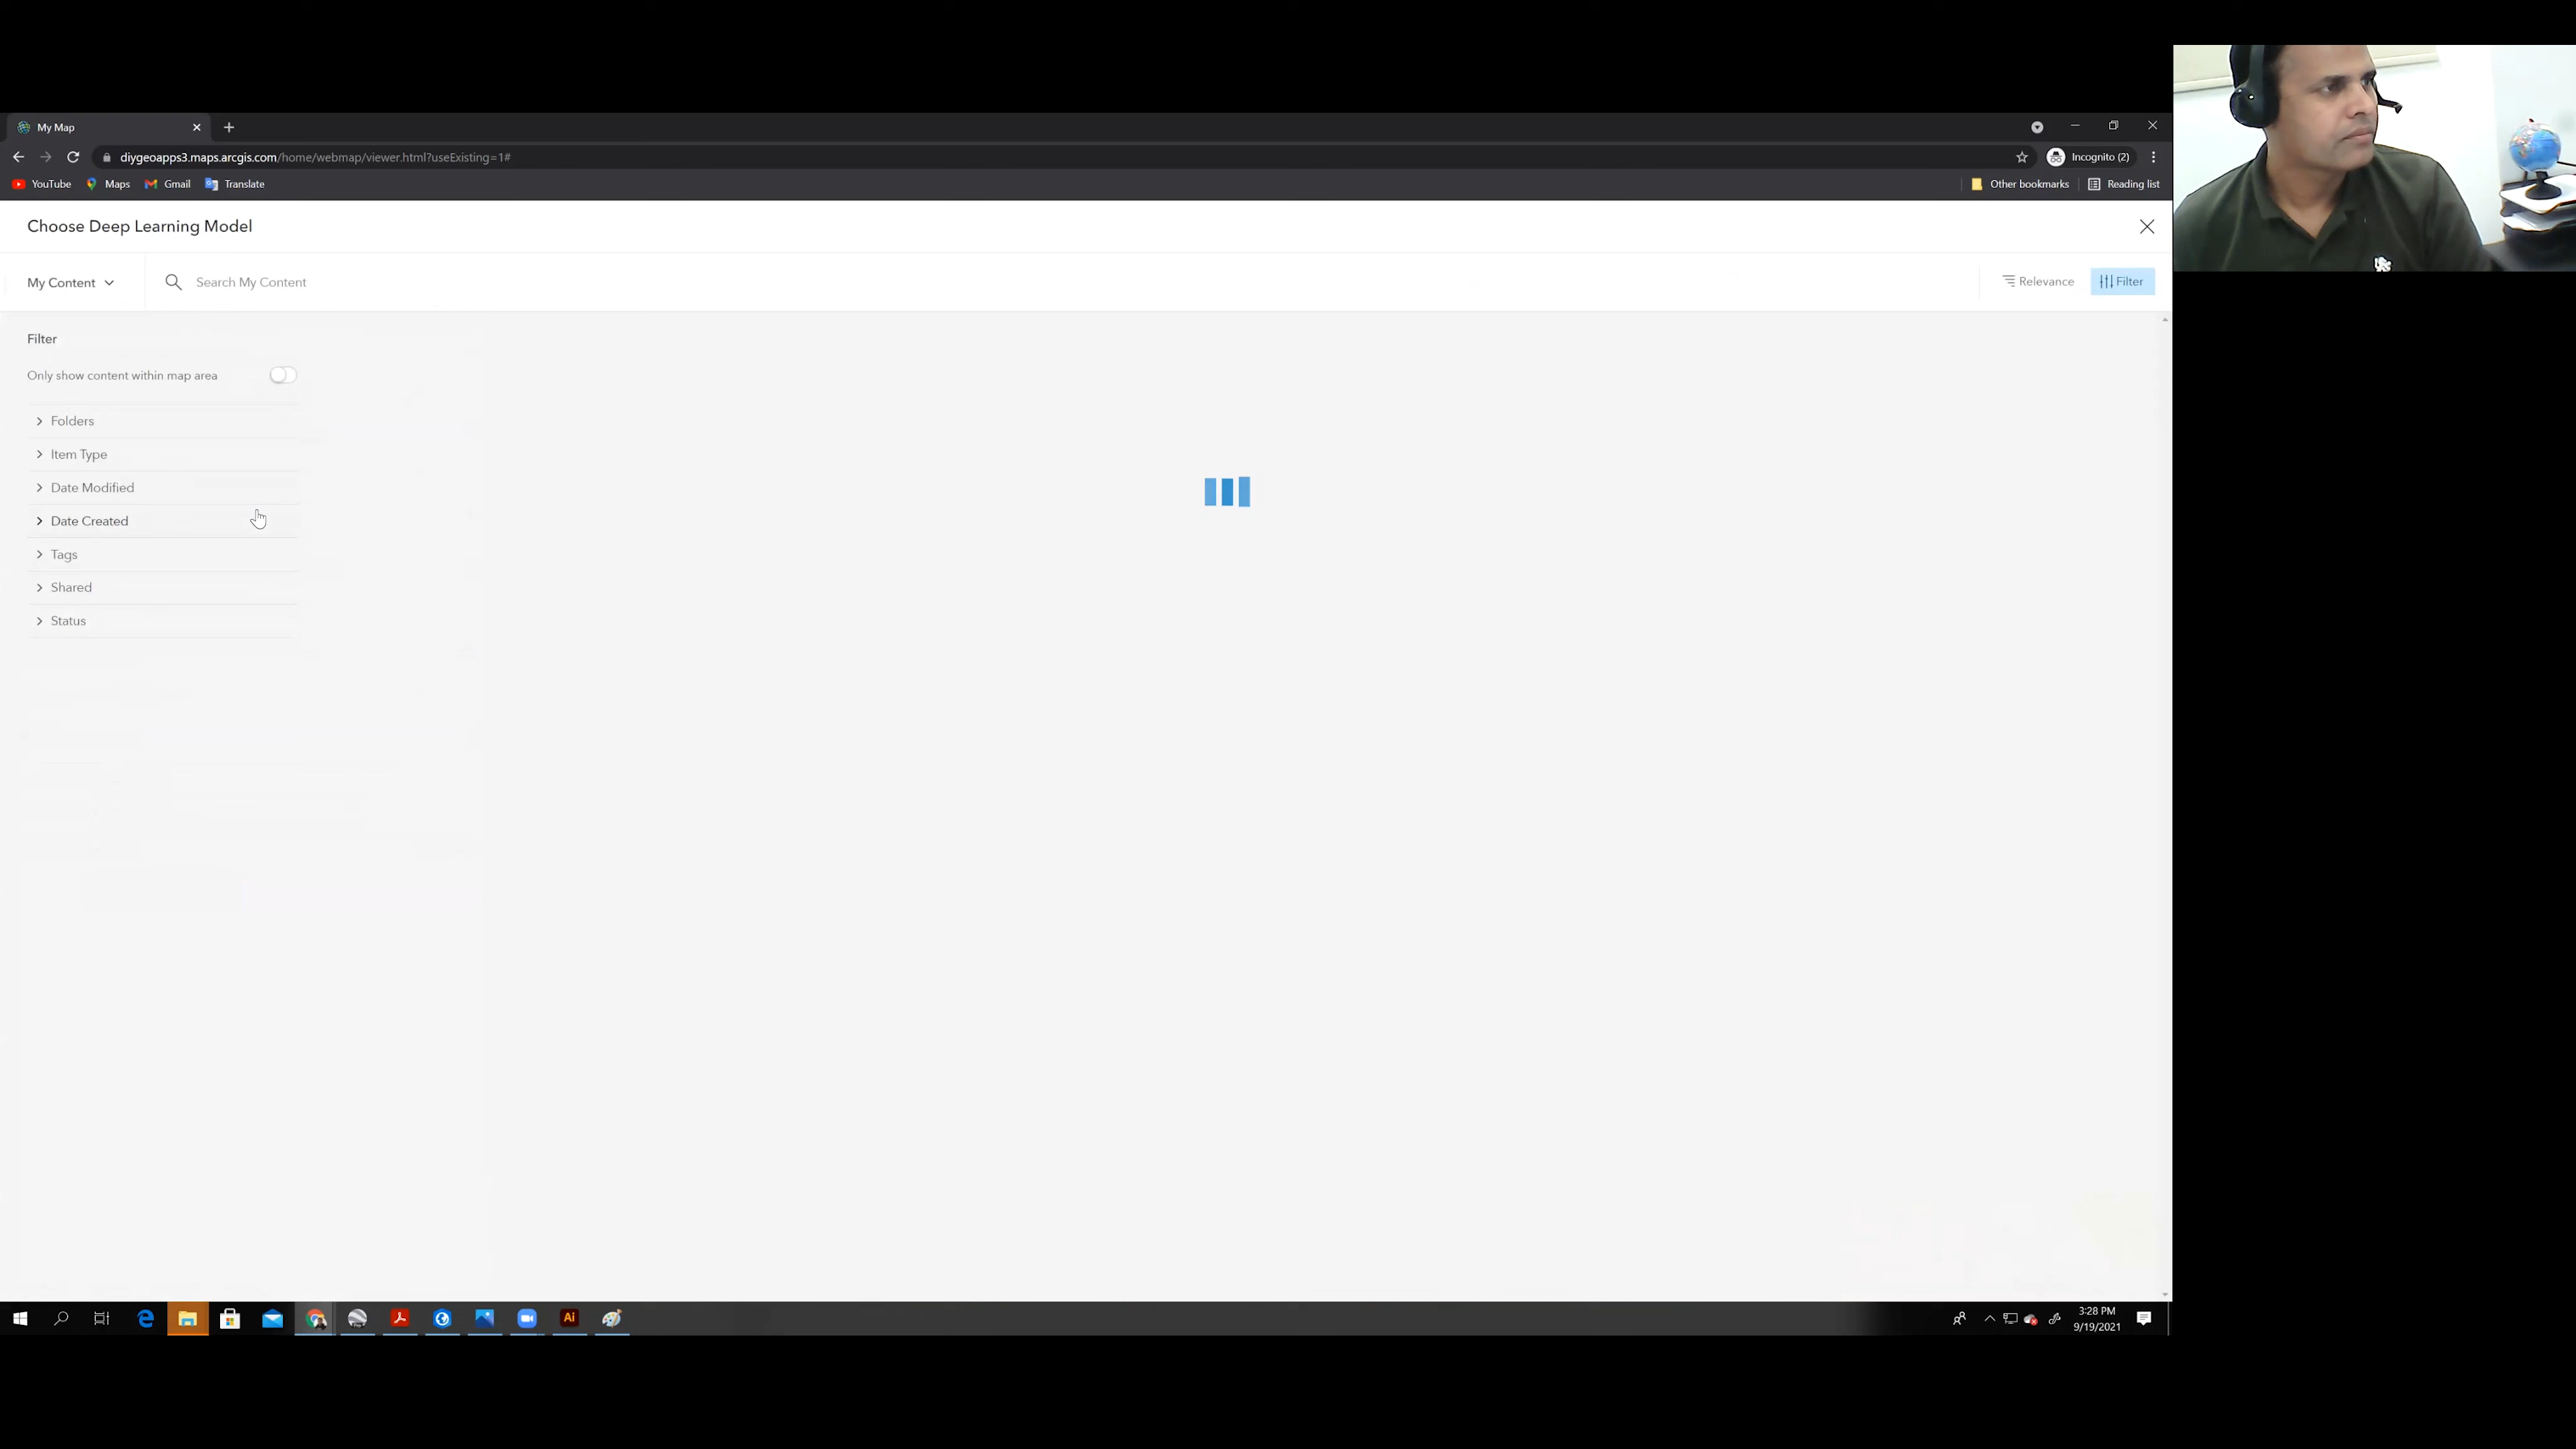 My Map
diygeoapps3.maps.arcgis.com/home/webmap/viewer.html?useExisting=1#
Incognito (2)
YouTube Maps Gmail Translate
Other bookmarks Reading list
Choose Deep Learning Model
My Content
Search My Content
Relevance
Filter
Filter
Only show content within map area
Folders
Item Type
Date Modified
Date Created
Tags
Shared
Status
Ai
3:28 PM
9/19/2021